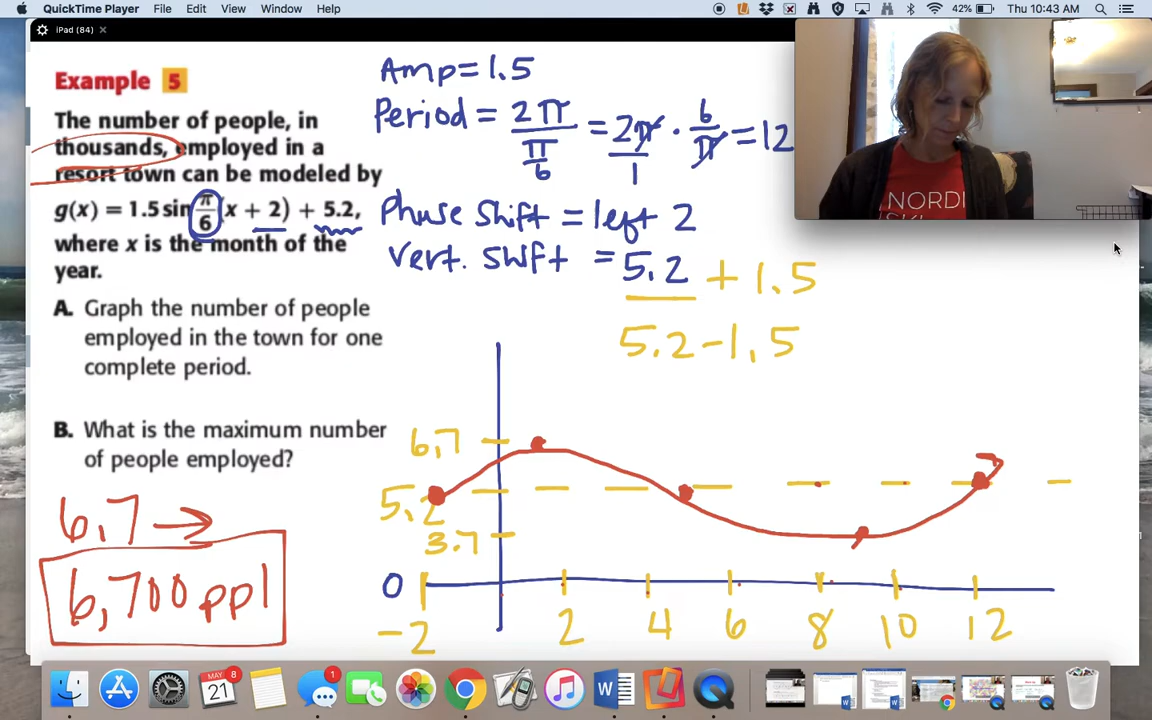 QuickTime Player File Edit View Window Help
42% Thu 10:43 AM
iPad (84)
Example 5
The number of people, in
thousands, employed in a
resort town can be modeled by
g(x) = 1.5 sin π/6 (x + 2) + 5.2,
where x is the month of the
year.
A. Graph the number of people
employed in the town for one
complete period.
B. What is the maximum number
of people employed?
6,7 →
6,700 ppl
Amp = 1.5
Period = 2π / π/6 = 2π/1 · 6/π = 12
Phase Shift = left 2
vert. shift = 5.2 + 1.5
5.2 - 1.5
6,7
5.2
3.7
0
-2 2 4 6 8 10 12
NORDI
MAY 8
21
1